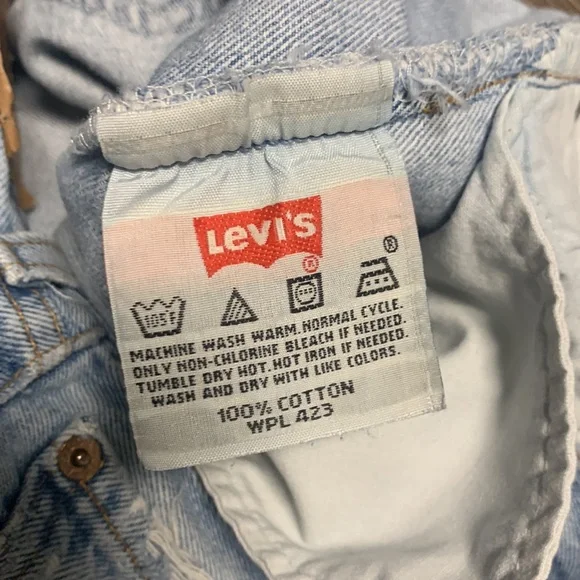 Levi's
®
®
105F
MACHINE WASH WARM. NORMAL CYCLE.
ONLY NON-CHLORINE BLEACH IF NEEDED.
TUMBLE DRY HOT. HOT IRON IF NEEDED.
WASH AND DRY WITH LIKE COLORS.
100% COTTON
WPL 423